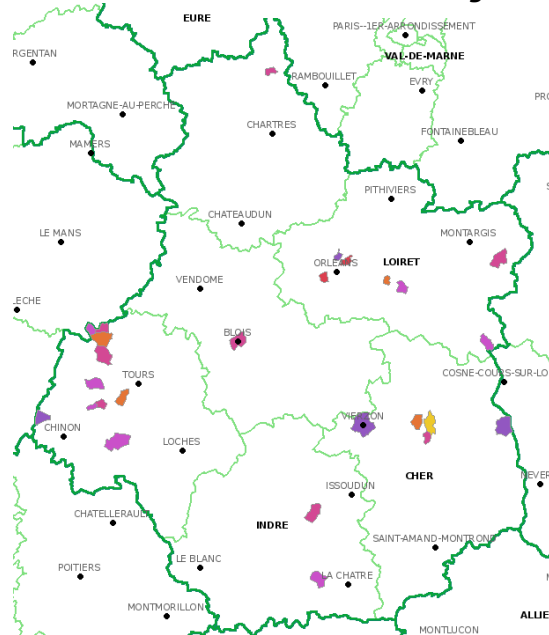 EURE
PARIS--1ER-ARRONDISSEMENT
RGENTAN
VAL-DE-MARNE
RAMBOUILLET
EVRY
PRO
MORTAGNE-AU-PERCHE
CHARTRES
FONTAINEBLEAU
MAMERS
PITHIVIERS
S
CHATEAUDUN
LE MANS
MONTARGIS
ORLEANS
LOIRET
VENDOME
LECHE
BLOIS
TOURS
COSNE-COURS-SUR-LO
VIERZON
CHINON
LOCHES
CHER
NEVER
ISSOUDUN
CHATELLERAULT
INDRE
SAINT-AMAND-MONTROND
LE BLANC
POITIERS
LA CHATRE
MONTMORILLON
ALLIE
MONTLUCON